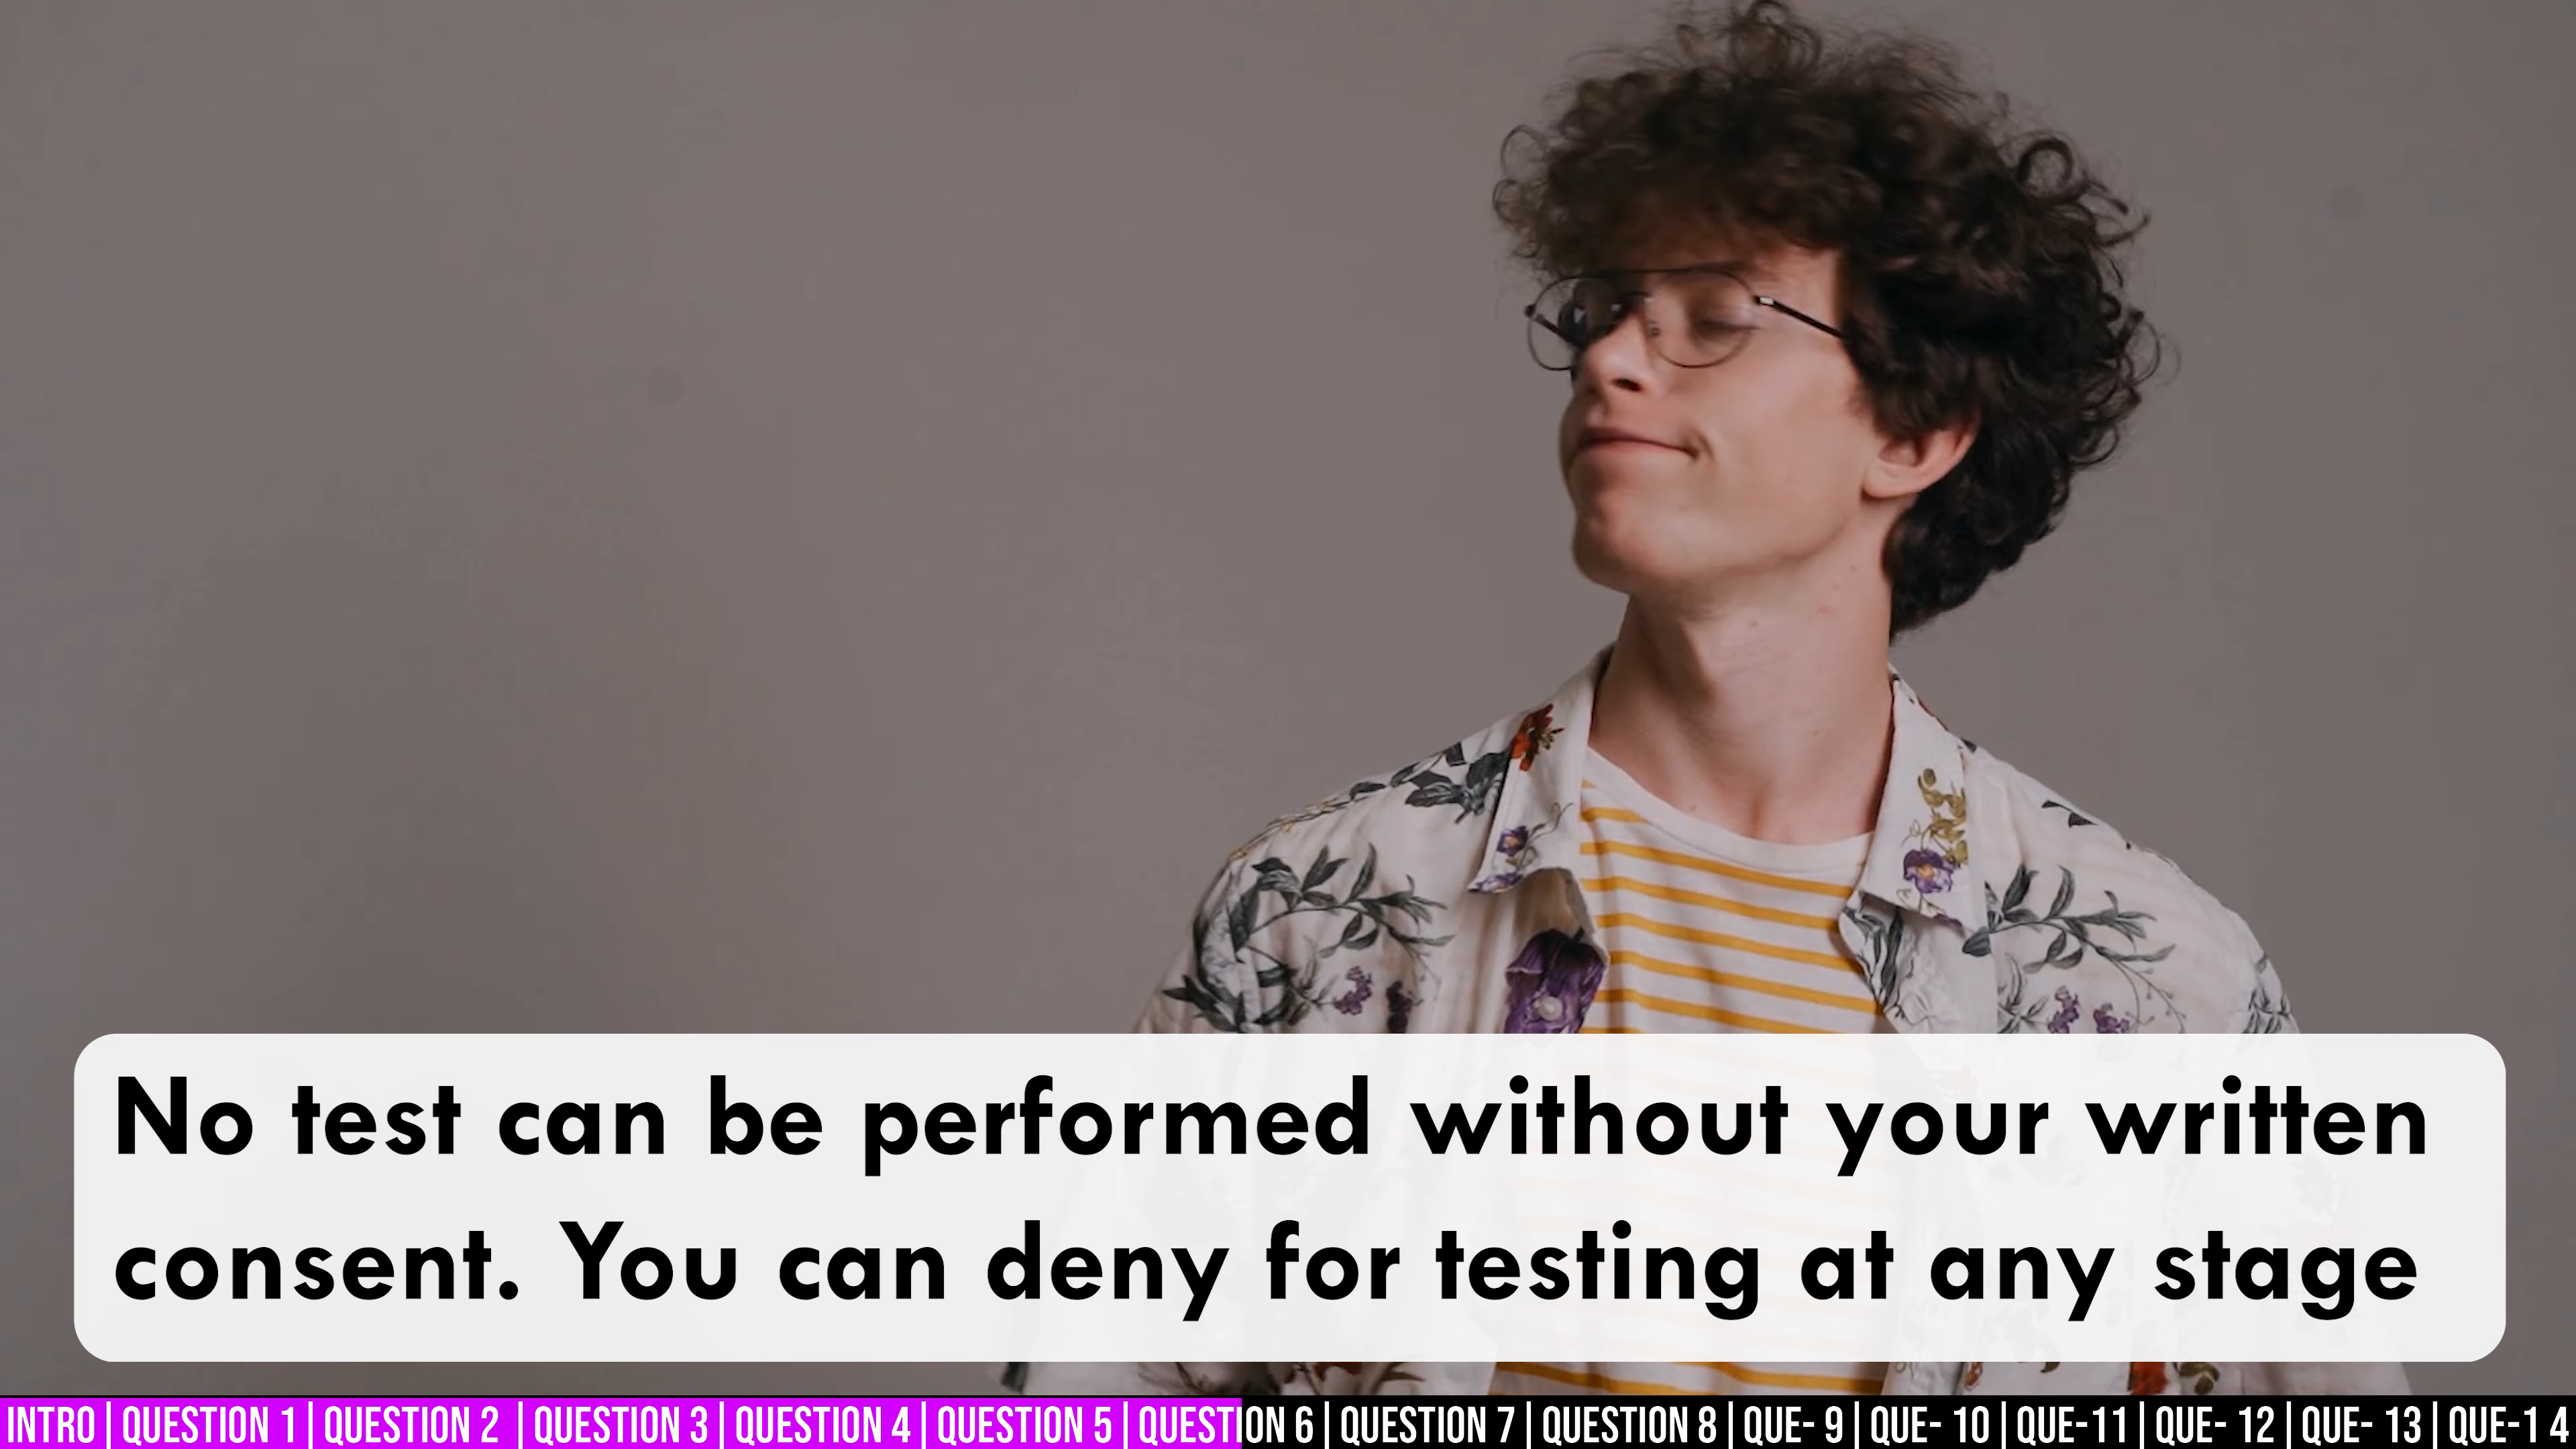 No test can be performed without your written
consent. You can deny for testing at any stage
INTRO | QUESTION 1 | QUESTION 2 | QUESTION 3 | QUESTION 4 | QUESTION 5 | QUESTION 6 | QUESTION 7 | QUESTION 8 | QUE- 9 | QUE- 10 | QUE-11 | QUE- 12 | QUE- 13 | QUE-1 4